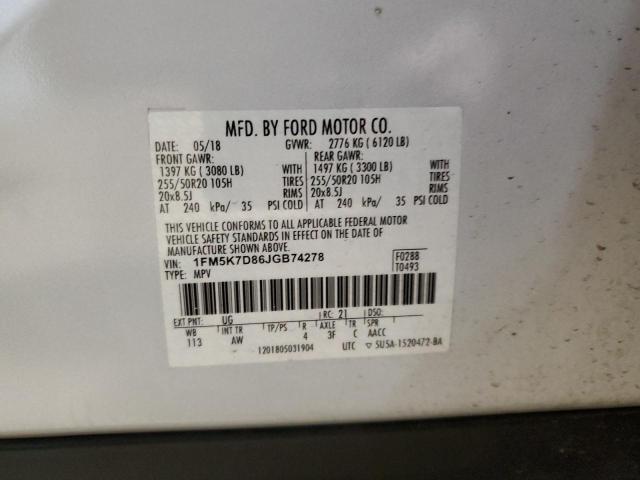 MFD. BY FORD MOTOR CO.
DATE: 05/18 GVWR: 2776 KG ( 6120 LB)
FRONT GAWR: REAR GAWR:
1397 KG ( 3080 LB) WITH 1497 KG ( 3300 LB) WITH
255/50R20 105H TIRES 255/50R20 105H TIRES
20x8.5J RIMS 20x8.5J RIMS
AT 240 kPa/ 35 PSI COLD AT 240 kPa/ 35 PSI COLD
THIS VEHICLE CONFORMS TO ALL APPLICABLE FEDERAL MOTOR
VEHICLE SAFETY STANDARDS IN EFFECT ON THE DATE OF
MANUFACTURE SHOWN ABOVE.
VIN: 1FM5K7D86JGB74278 F0288
TYPE: MPV T0493
EXT PNT: UG RC: 21 DSO:
WB INT TR TP/PS R AXLE TR SPR
113 AW 4 3F C AACC
1201805031904 UTC ▽ 5U5A-1520472-BA